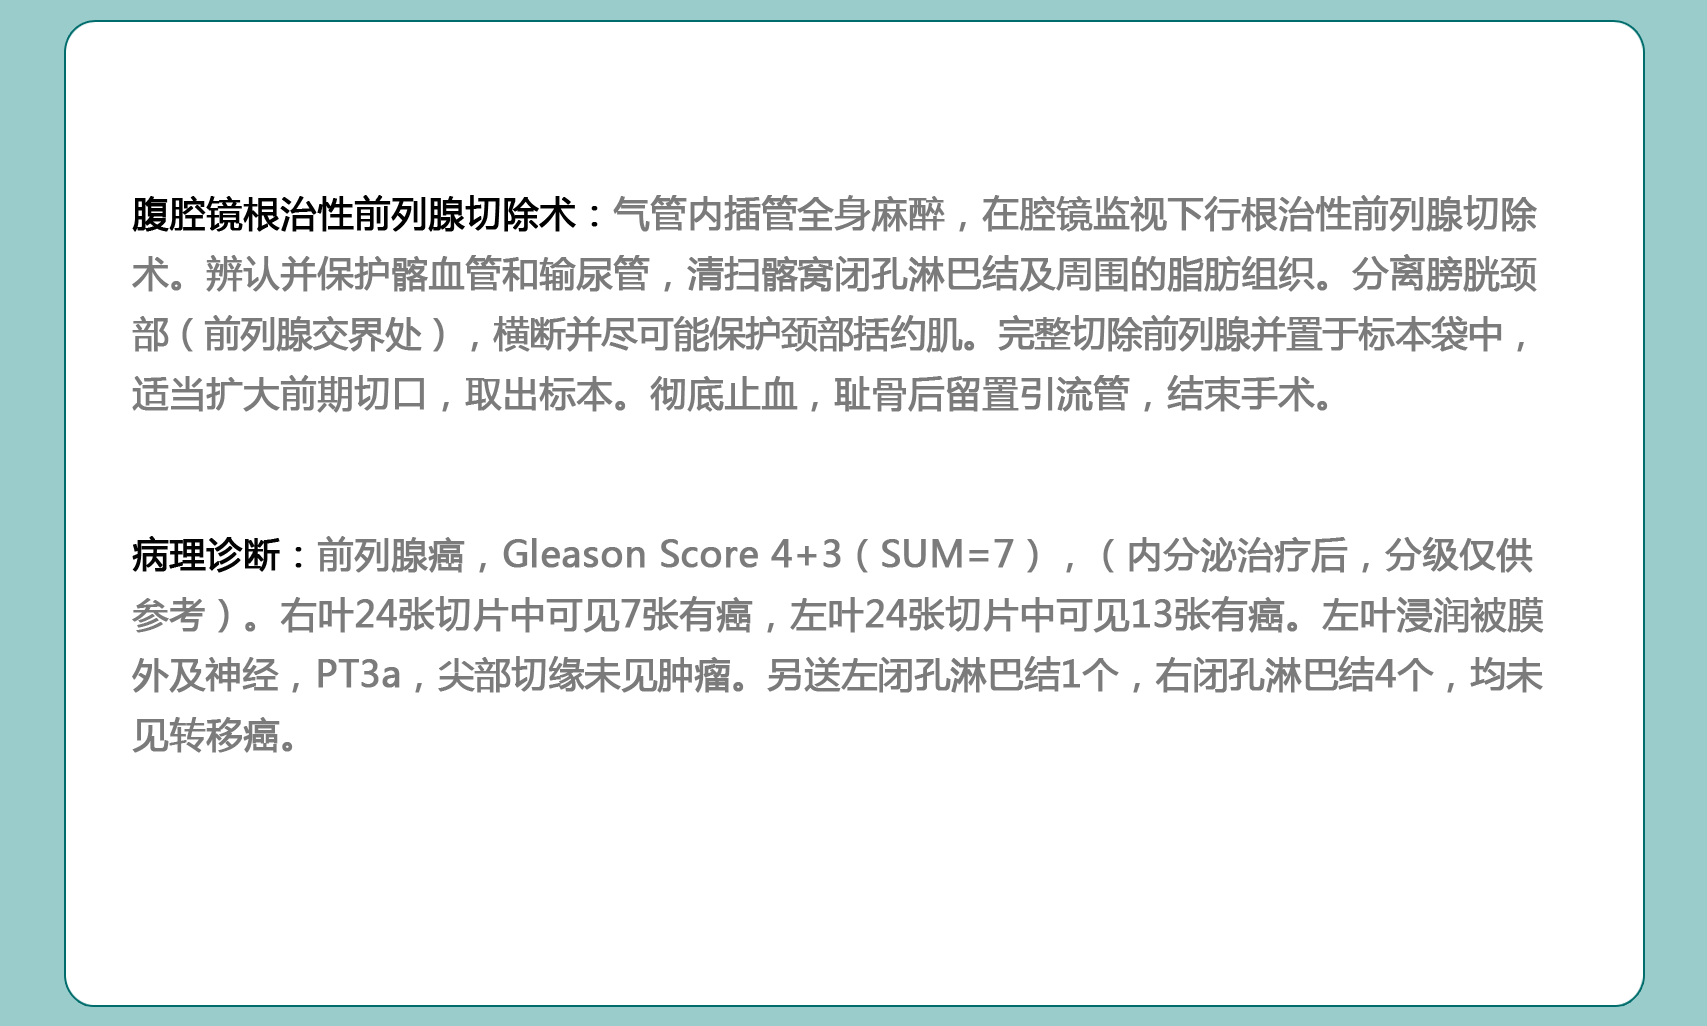 腹腔镜根治性前列腺切除术：气管内插管全身麻醉，在腔镜监视下行根治性前列腺切除
术。辨认并保护髂血管和输尿管，清扫髂窝闭孔淋巴结及周围的脂肪组织。分离膀胱颈
部（前列腺交界处），横断并尽可能保护颈部括约肌。完整切除前列腺并置于标本袋中，
适当扩大前期切口，取出标本。彻底止血，耻骨后留置引流管，结束手术。
病理诊断：前列腺癌，Gleason Score 4+3（SUM=7），（内分泌治疗后，分级仅供
参考）。右叶24张切片中可见7张有癌，左叶24张切片中可见13张有癌。左叶浸润被膜
外及神经，PT3a，尖部切缘未见肿瘤。另送左闭孔淋巴结1个，右闭孔淋巴结4个，均未
见转移癌。